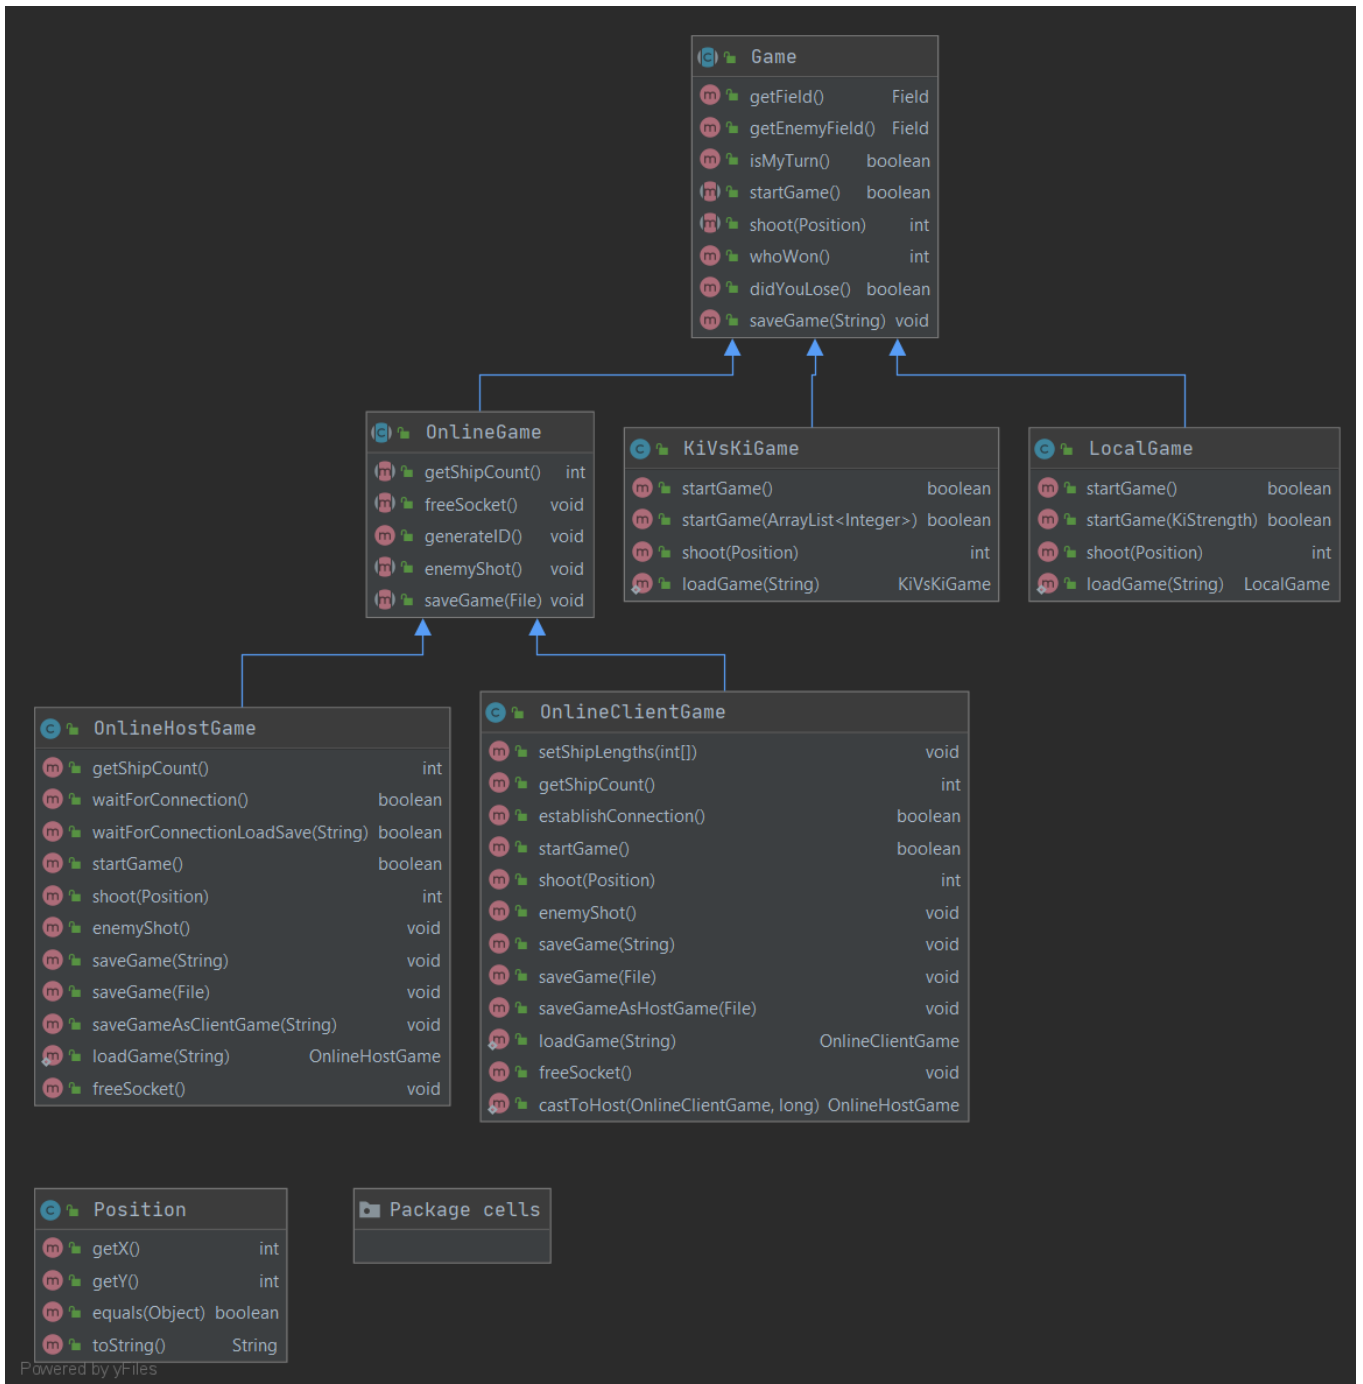 Game
getField() Field
getEnemyField() Field
isMyTurn() boolean
startGame() boolean
shoot(Position) int
whoWon() int
didYouLose() boolean
saveGame(String) void
OnlineGame
getShipCount() int
freeSocket() void
generateID() void
enemyShot() void
saveGame(File) void
KiVsKiGame
startGame() boolean
startGame(ArrayList<Integer>) boolean
shoot(Position) int
loadGame(String) KiVsKiGame
LocalGame
startGame() boolean
startGame(KiStrength) boolean
shoot(Position) int
loadGame(String) LocalGame
OnlineHostGame
getShipCount() int
waitForConnection() boolean
waitForConnectionLoadSave(String) boolean
startGame() boolean
shoot(Position) int
enemyShot() void
saveGame(String) void
saveGame(File) void
saveGameAsClientGame(String) void
loadGame(String) OnlineHostGame
freeSocket() void
OnlineClientGame
setShipLengths(int[]) void
getShipCount() int
establishConnection() boolean
startGame() boolean
shoot(Position) int
enemyShot() void
saveGame(String) void
saveGame(File) void
saveGameAsHostGame(File) void
loadGame(String) OnlineClientGame
freeSocket() void
castToHost(OnlineClientGame, long) OnlineHostGame
Position
getX() int
getY() int
equals(Object) boolean
toString() String
Package cells
Powered by yFiles